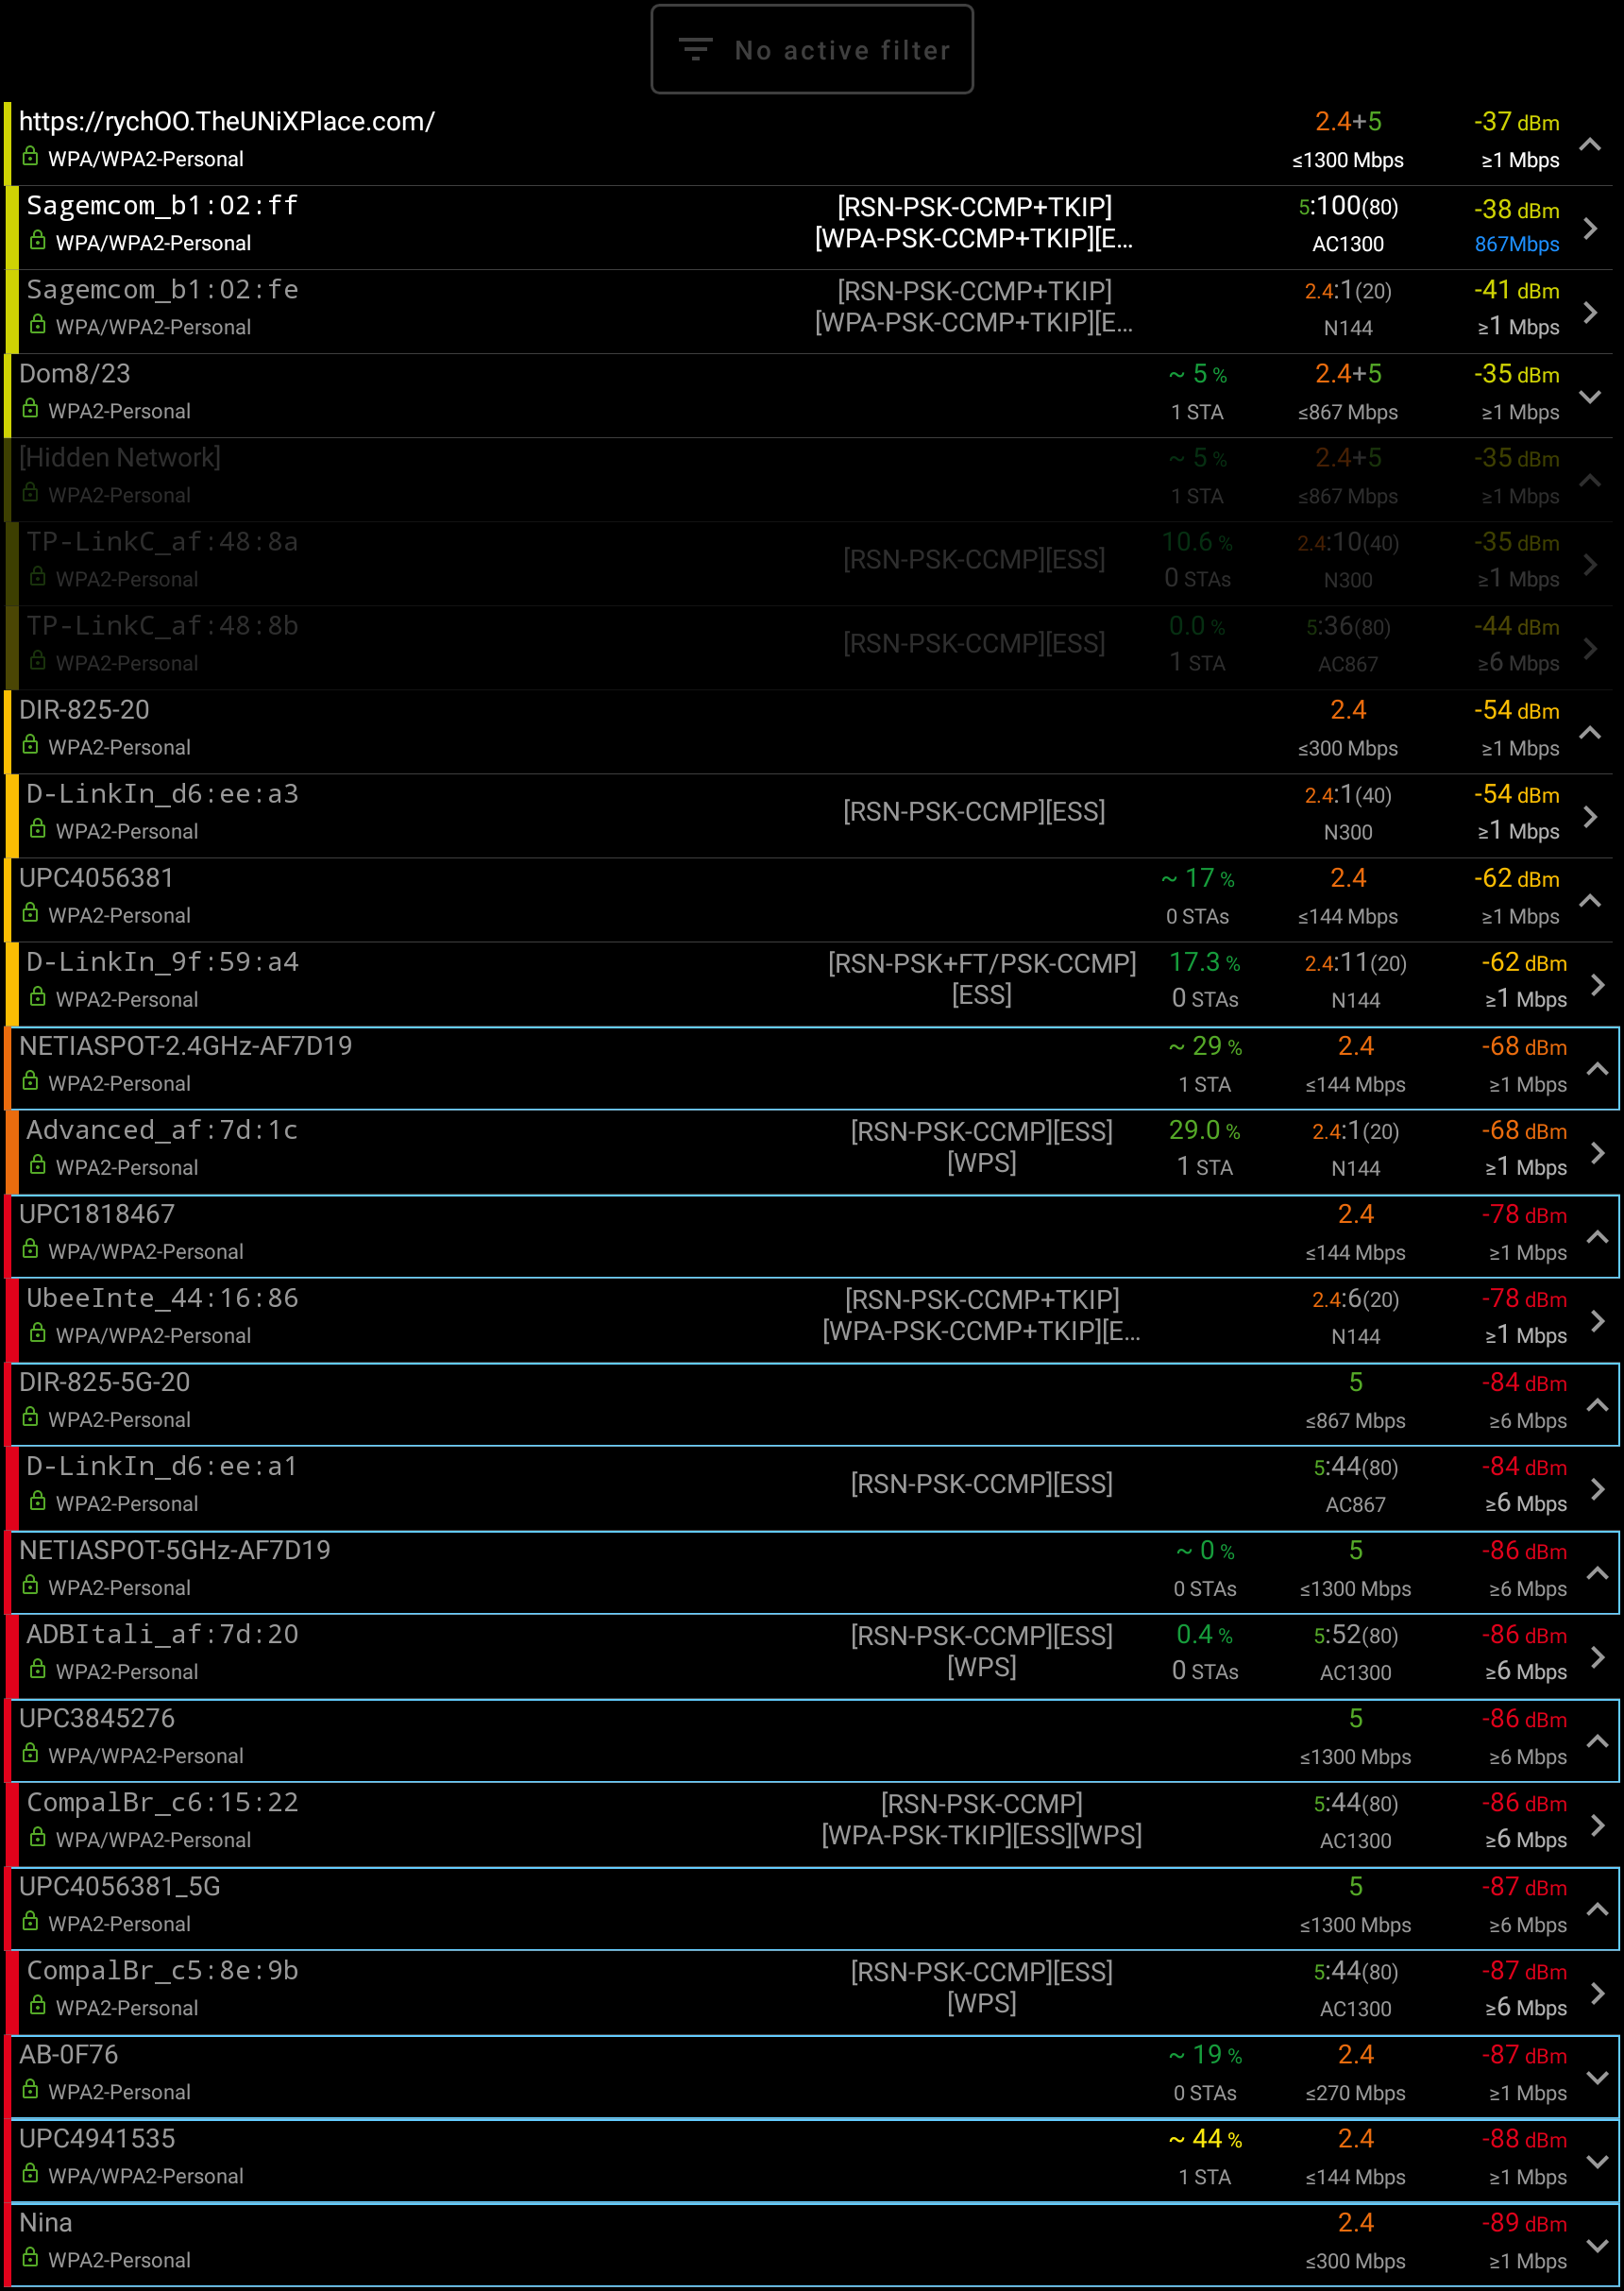 No active filter
https://rychOO.TheUNiXPlace.com/ 2.4+5 -37 dBm
WPA/WPA2-Personal ≤1300 Mbps ≥1 Mbps
Sagemcom_b1:02:ff [RSN-PSK-CCMP+TKIP] 5:100(80) -38 dBm
WPA/WPA2-Personal [WPA-PSK-CCMP+TKIP][E... AC1300 867Mbps
Sagemcom_b1:02:fe [RSN-PSK-CCMP+TKIP] 2.4:1(20) -41 dBm
WPA/WPA2-Personal [WPA-PSK-CCMP+TKIP][E... N144 ≥1 Mbps
Dom8/23 ~ 5 % 2.4+5 -35 dBm
WPA2-Personal 1 STA ≤867 Mbps ≥1 Mbps
[Hidden Network] ~ 5 % 2.4+5 -35 dBm
WPA2-Personal 1 STA ≤867 Mbps ≥1 Mbps
TP-LinkC_af:48:8a [RSN-PSK-CCMP][ESS] 10.6 % 2.4:10(40) -35 dBm
WPA2-Personal 0 STAs N300 ≥1 Mbps
TP-LinkC_af:48:8b [RSN-PSK-CCMP][ESS] 0.0 % 5:36(80) -44 dBm
WPA2-Personal 1 STA AC867 ≥6 Mbps
DIR-825-20 2.4 -54 dBm
WPA2-Personal ≤300 Mbps ≥1 Mbps
D-LinkIn_d6:ee:a3 [RSN-PSK-CCMP][ESS] 2.4:1(40) -54 dBm
WPA2-Personal N300 ≥1 Mbps
UPC4056381 ~ 17 % 2.4 -62 dBm
WPA2-Personal 0 STAs ≤144 Mbps ≥1 Mbps
D-LinkIn_9f:59:a4 [RSN-PSK+FT/PSK-CCMP] 17.3 % 2.4:11(20) -62 dBm
WPA2-Personal [ESS] 0 STAs N144 ≥1 Mbps
NETIASPOT-2.4GHz-AF7D19 ~ 29 % 2.4 -68 dBm
WPA2-Personal 1 STA ≤144 Mbps ≥1 Mbps
Advanced_af:7d:1c [RSN-PSK-CCMP][ESS] 29.0 % 2.4:1(20) -68 dBm
WPA2-Personal [WPS] 1 STA N144 ≥1 Mbps
UPC1818467 2.4 -78 dBm
WPA/WPA2-Personal ≤144 Mbps ≥1 Mbps
UbeeInte_44:16:86 [RSN-PSK-CCMP+TKIP] 2.4:6(20) -78 dBm
WPA/WPA2-Personal [WPA-PSK-CCMP+TKIP][E... N144 ≥1 Mbps
DIR-825-5G-20 5 -84 dBm
WPA2-Personal ≤867 Mbps ≥6 Mbps
D-LinkIn_d6:ee:a1 [RSN-PSK-CCMP][ESS] 5:44(80) -84 dBm
WPA2-Personal AC867 ≥6 Mbps
NETIASPOT-5GHz-AF7D19 ~ 0 % 5 -86 dBm
WPA2-Personal 0 STAs ≤1300 Mbps ≥6 Mbps
ADBItali_af:7d:20 [RSN-PSK-CCMP][ESS] 0.4 % 5:52(80) -86 dBm
WPA2-Personal [WPS] 0 STAs AC1300 ≥6 Mbps
UPC3845276 5 -86 dBm
WPA/WPA2-Personal ≤1300 Mbps ≥6 Mbps
CompalBr_c6:15:22 [RSN-PSK-CCMP] 5:44(80) -86 dBm
WPA/WPA2-Personal [WPA-PSK-TKIP][ESS][WPS] AC1300 ≥6 Mbps
UPC4056381_5G 5 -87 dBm
WPA2-Personal ≤1300 Mbps ≥6 Mbps
CompalBr_c5:8e:9b [RSN-PSK-CCMP][ESS] 5:44(80) -87 dBm
WPA2-Personal [WPS] AC1300 ≥6 Mbps
AB-0F76 ~ 19 % 2.4 -87 dBm
WPA2-Personal 0 STAs ≤270 Mbps ≥1 Mbps
UPC4941535 ~ 44 % 2.4 -88 dBm
WPA/WPA2-Personal 1 STA ≤144 Mbps ≥1 Mbps
Nina 2.4 -89 dBm
WPA2-Personal ≤300 Mbps ≥1 Mbps